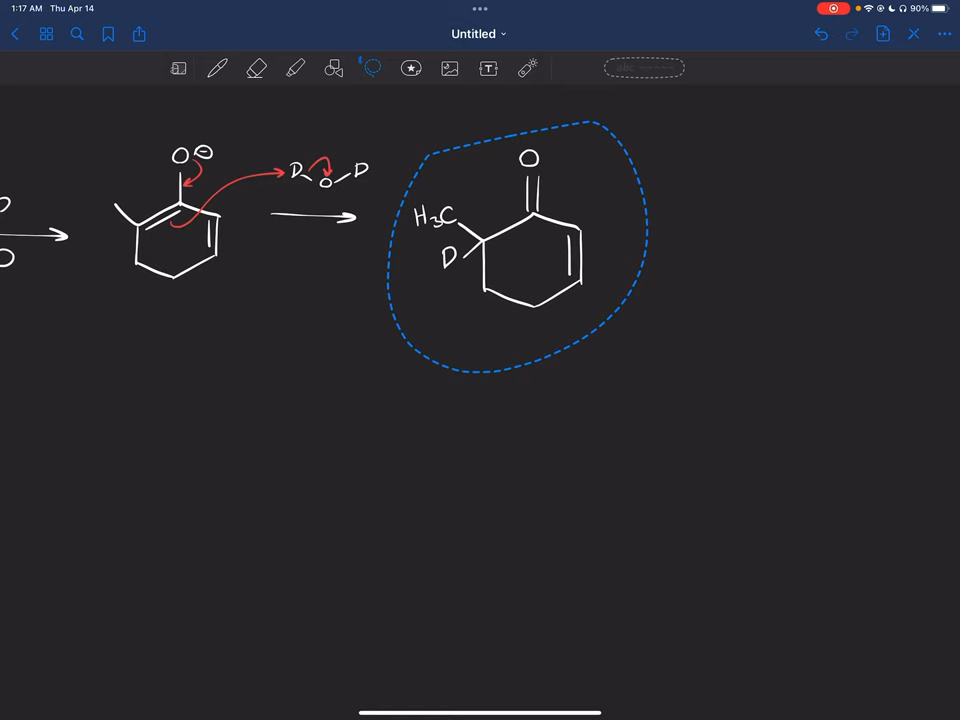 1:17 AM Thu Apr 14
90%
Untitled
O ⊖
D O D
O
H₃C
D
O
O